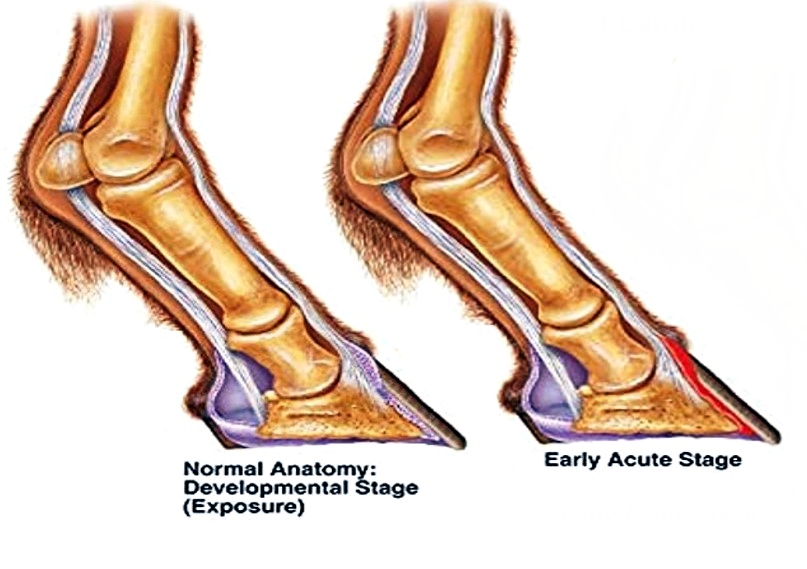 Normal Anatomy:
Developmental Stage
(Exposure)
Early Acute Stage